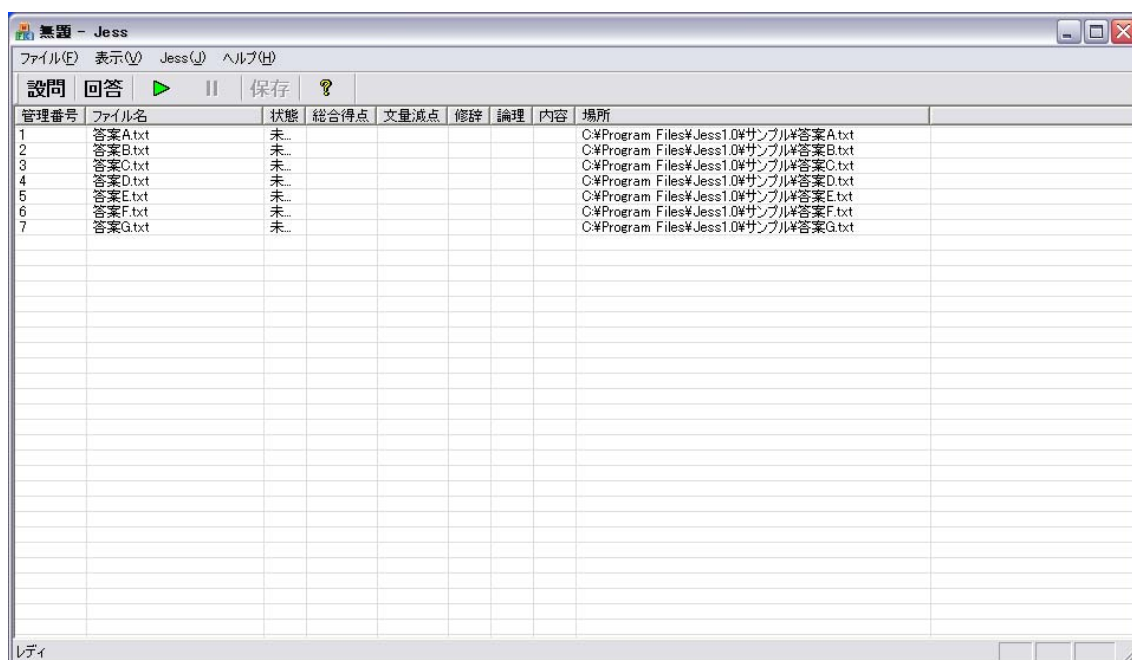 無題 - Jess
ファイル(F) 表示(V) Jess(J) ヘルプ(H)
設問 回答 保存
管理番号 ファイル名 状態 総合得点 文量減点 修辞 論理 内容 場所
1 答案A.txt 未... C:¥Program Files¥Jess1.0¥サンプル¥答案A.txt
2 答案B.txt 未... C:¥Program Files¥Jess1.0¥サンプル¥答案B.txt
3 答案C.txt 未... C:¥Program Files¥Jess1.0¥サンプル¥答案C.txt
4 答案D.txt 未... C:¥Program Files¥Jess1.0¥サンプル¥答案D.txt
5 答案E.txt 未... C:¥Program Files¥Jess1.0¥サンプル¥答案E.txt
6 答案F.txt 未... C:¥Program Files¥Jess1.0¥サンプル¥答案F.txt
7 答案G.txt 未... C:¥Program Files¥Jess1.0¥サンプル¥答案G.txt
レディ